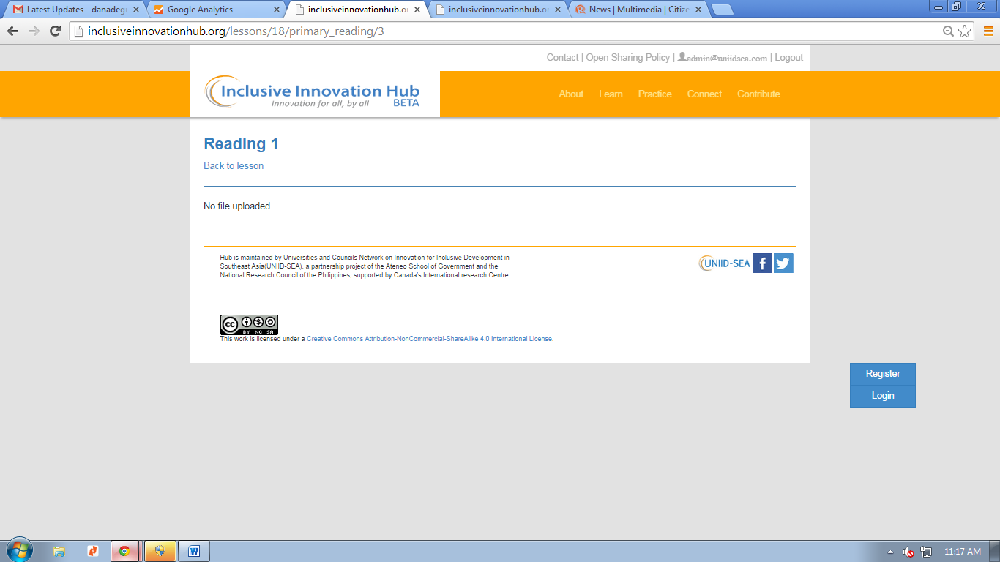 Latest Updates - danadegu
Google Analytics
inclusiveinnovationhub.or
inclusiveinnovationhub.or
News | Multimedia | Citize
inclusiveinnovationhub.org/lessons/18/primary_reading/3
Contact | Open Sharing Policy | admin@uniidsea.com | Logout
Inclusive Innovation Hub
Innovation for all, by all BETA
About Learn Practice Connect Contribute
Reading 1
Back to lesson
No file uploaded...
Hub is maintained by Universities and Councils Network on Innovation for Inclusive Development in
Southeast Asia(UNIID-SEA), a partnership project of the Ateneo School of Government and the
National Research Council of the Philippines, supported by Canada's International research Centre
UNIID-SEA
cc
BY NC SA
This work is licensed under a Creative Commons Attribution-NonCommercial-ShareAlike 4.0 International License.
Register
Login
11:17 AM